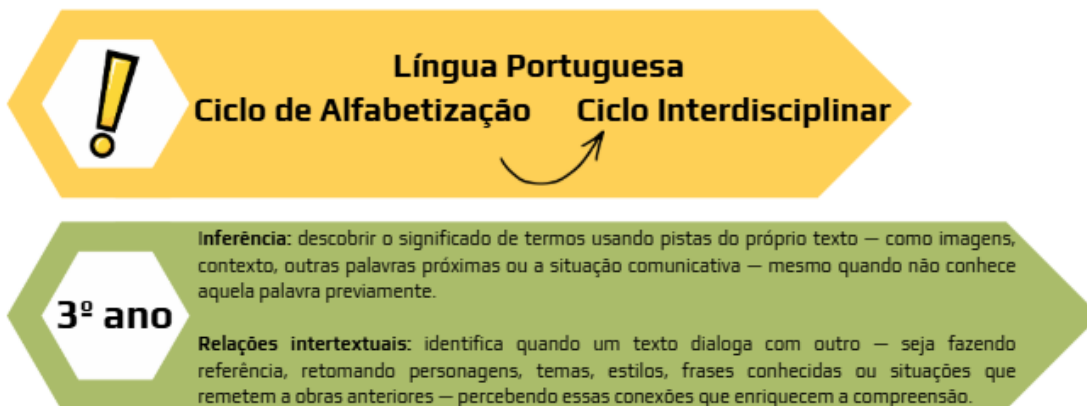 Língua Portuguesa
Ciclo de Alfabetização Ciclo Interdisciplinar
3º ano
Inferência: descobrir o significado de termos usando pistas do próprio texto — como imagens,
contexto, outras palavras próximas ou a situação comunicativa — mesmo quando não conhece
aquela palavra previamente.
Relações intertextuais: identifica quando um texto dialoga com outro — seja fazendo
referência, retomando personagens, temas, estilos, frases conhecidas ou situações que
remetem a obras anteriores — percebendo essas conexões que enriquecem a compreensão.